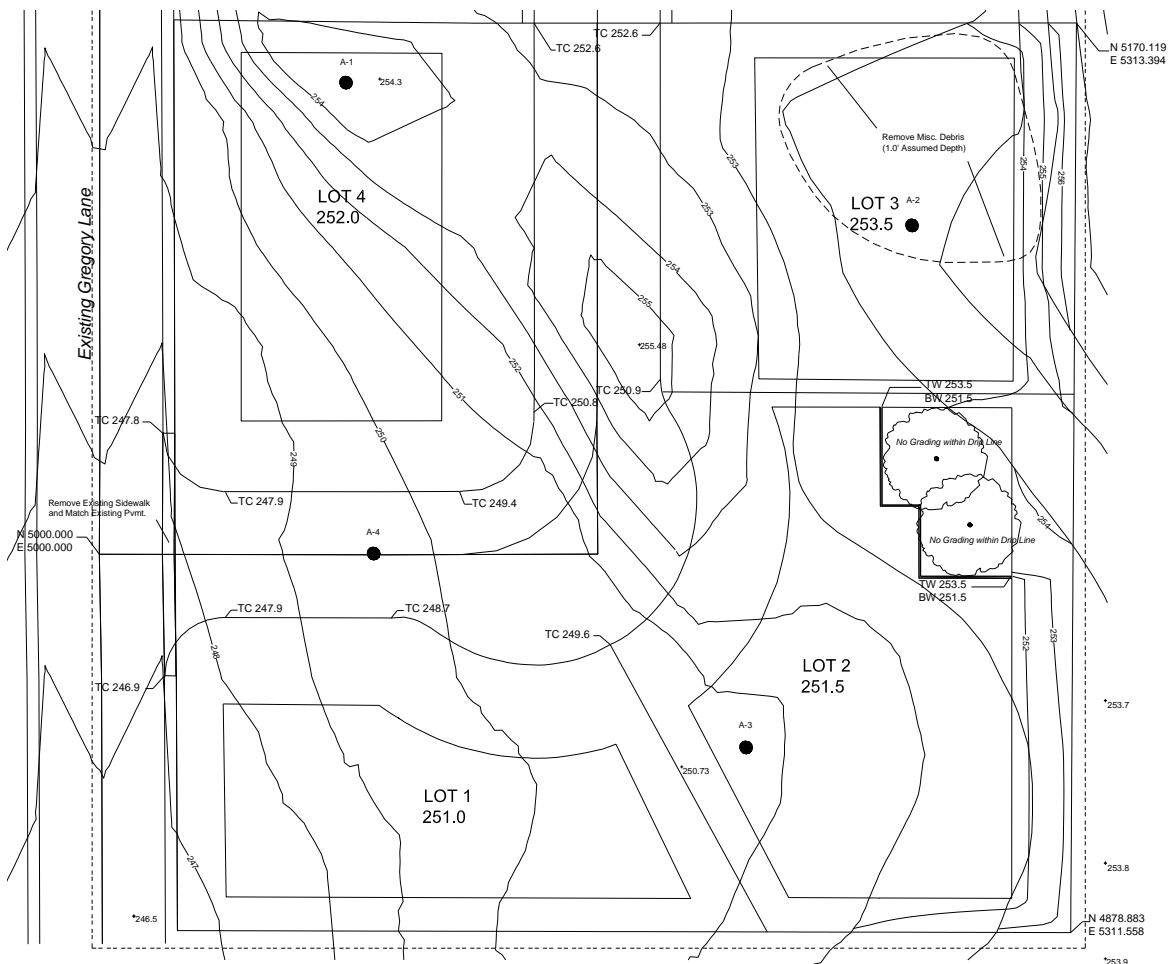 TC 252.6
TC 252.6
N 5170.119
E 5313.394
A-1
254.3
254
Remove Misc. Debris
(1.0' Assumed Depth)
253
254
255
256
Existing Gregory Lane
LOT 4
252.0
LOT 3
A-2
253.5
253
254
255
255.48
252
251
TC 250.9
TC 250.8
TW 253.5
BW 251.5
TC 247.8
250
249
No Grading within Drip Line
Remove Existing Sidewalk
and Match Existing Pvmt.
TC 247.9
TC 249.4
254
N 5000.000
E 5000.000
A-4
No Grading within Drip Line
TW 253.5
BW 251.5
TC 247.9
TC 248.7
TC 249.6
248
252
253
LOT 2
251.5
TC 246.9
253.7
A-3
250.73
LOT 1
251.0
247
253.8
246.5
N 4878.883
E 5311.558
253.9